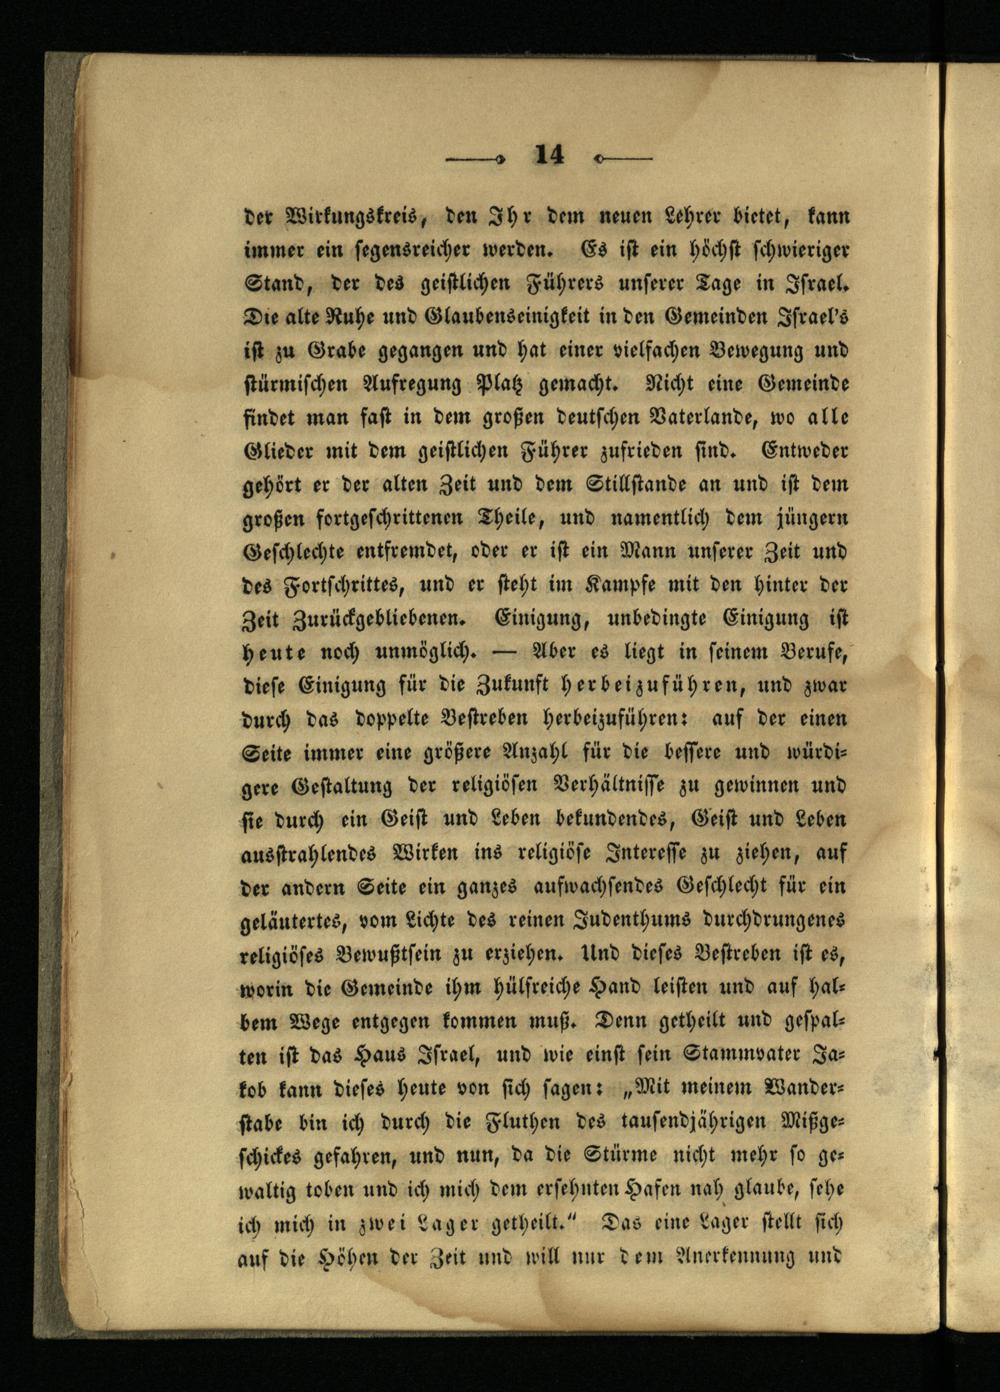 14
der Wirkungskreis, den Ihr dem neuen Lehrer bietet, kann
immer ein segensreicher werden. Es ist ein höchst schwieriger
Stand, der des geistlichen Führers unserer Tage in Israel.
Die alte Ruhe und Glaubenseinigkeit in den Gemeinden Israel's
ist zu Grabe gegangen und hat einer vielfachen Bewegung und
stürmischen Aufregung Platz gemacht. Nicht eine Gemeinde
findet man fast in dem großen deutschen Vaterlande, wo alle
Glieder mit dem geistlichen Führer zufrieden sind. Entweder
gehört er der alten Zeit und dem Stillstande an und ist dem
großen fortgeschrittenen Theile, und namentlich dem jüngern
Geschlechte entfremdet, oder er ist ein Mann unserer Zeit und
des Fortschrittes, und er steht im Kampfe mit den hinter der
Zeit Zurückgebliebenen. Einigung, unbedingte Einigung ist
heute noch unmöglich. — Aber es liegt in seinem Berufe,
diese Einigung für die Zukunft herbeizuführen, und zwar
durch das doppelte Bestreben herbeizuführen: auf der einen
Seite immer eine größere Anzahl für die bessere und würdi-
gere Gestaltung der religiösen Verhältnisse zu gewinnen und
sie durch ein Geist und Leben bekundendes, Geist und Leben
ausstrahlendes Wirken ins religiöse Interesse zu ziehen, auf
der andern Seite ein ganzes aufwachsendes Geschlecht für ein
geläutertes, vom Lichte des reinen Judenthums durchdrungenes
religiöses Bewußtsein zu erziehen. Und dieses Bestreben ist es,
worin die Gemeinde ihm hülfreiche Hand leisten und auf hal-
bem Wege entgegen kommen muß. Denn getheilt und gespal-
ten ist das Haus Israel, und wie einst sein Stammvater Ja-
kob kann dieses heute von sich sagen: „Mit meinem Wander-
stabe bin ich durch die Fluthen des tausendjährigen Mißge-
schickes gefahren, und nun, da die Stürme nicht mehr so ge-
waltig toben und ich mich dem ersehnten Hafen nah glaube, sehe
ich mich in zwei Lager getheilt.“ Das eine Lager stellt sich
auf die Höhen der Zeit und will nur dem Anerkennung und